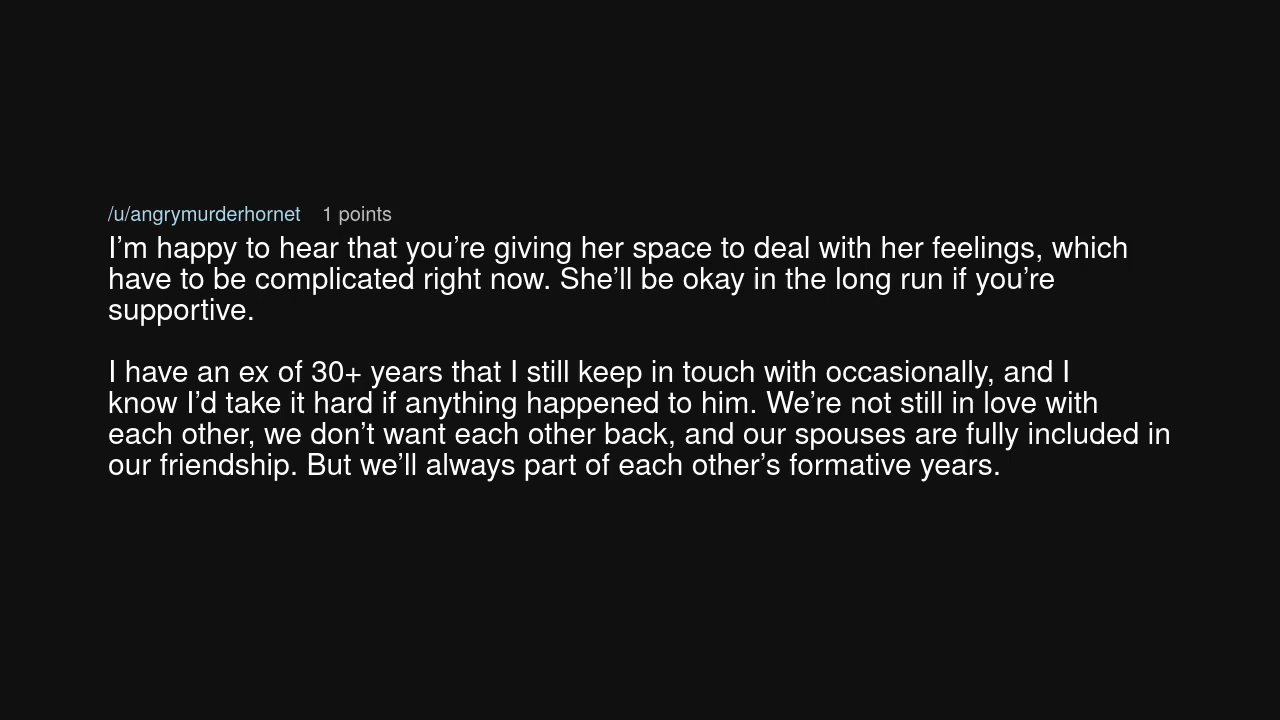 /u/angrymurderhornet 1 points
I’m happy to hear that you’re giving her space to deal with her feelings, which
have to be complicated right now. She’ll be okay in the long run if you’re
supportive.
I have an ex of 30+ years that I still keep in touch with occasionally, and I
know I’d take it hard if anything happened to him. We’re not still in love with
each other, we don’t want each other back, and our spouses are fully included in
our friendship. But we’ll always part of each other’s formative years.